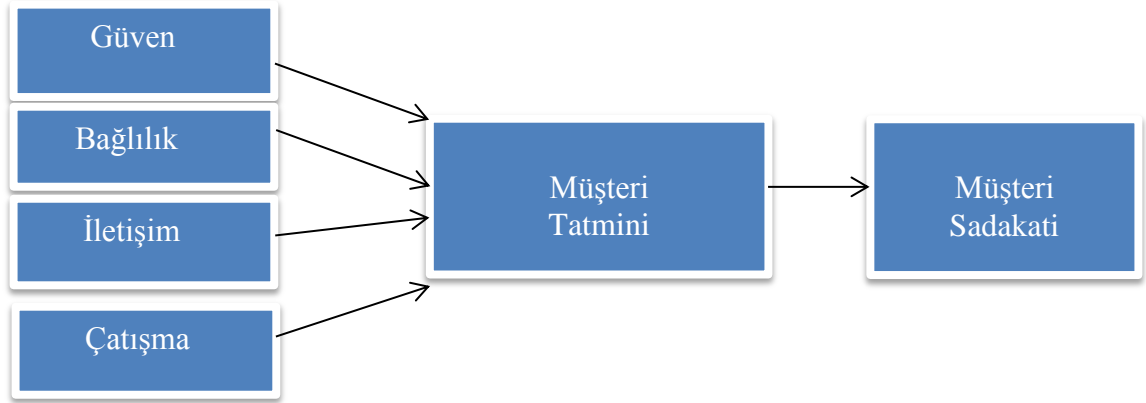 Güven
Bağlılık
İletişim
Çatışma
Müşteri
Tatmini
Müşteri
Sadakati